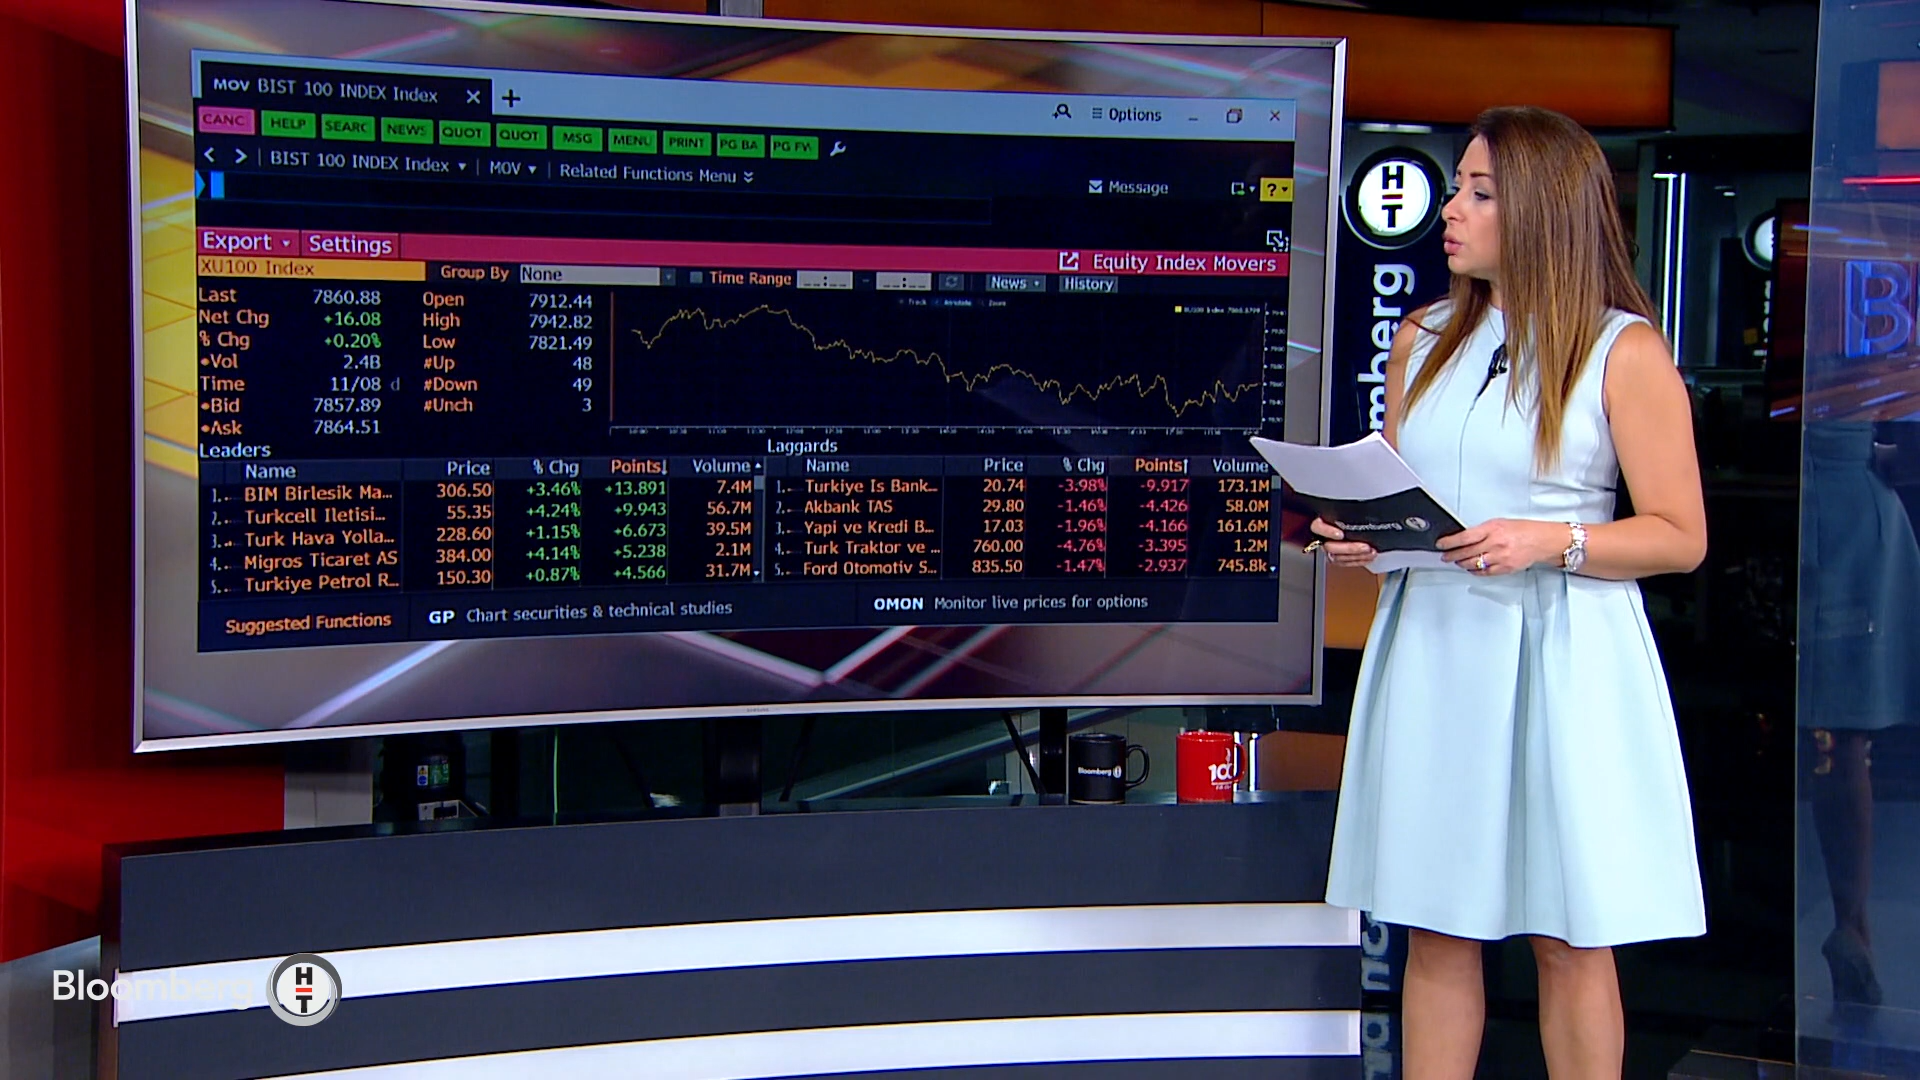 MOV BIST 100 INDEX Index
Options
CANC HELP SEARC NEWS QUOT QUOT MSG MENU PRINT PG BA PG FW
BIST 100 INDEX Index MOV Related Functions Menu
Message
?
Export Settings
Equity Index Movers
XU100 Index
Group By None Time Range News History
Last 7860.88 Open 7912.44
Net Chg +16.08 High 7942.82
% Chg +0.20% Low 7821.49
Vol 2.4B #Up 48
Time 11/08 d #Down 49
Bid 7857.89 #Unch 3
Ask 7864.51
Leaders
Name Price % Chg Points↓ Volume
1. BIM Birlesik Ma... 306.50 +3.46% +13.891 7.4M
2. Turkcell Iletisi... 55.35 +4.24% +9.943 56.7M
3. Turk Hava Yolla... 228.60 +1.15% +6.673 39.5M
4. Migros Ticaret AS 384.00 +4.14% +5.238 2.1M
5. Turkiye Petrol R... 150.30 +0.87% +4.566 31.7M
Laggards
Name Price % Chg Points↑ Volume
1. Turkiye Is Bank... 20.74 -3.98% -9.917 173.1M
2. Akbank TAS 29.80 -1.46% -4.426 58.0M
3. Yapi ve Kredi B... 17.03 -1.96% -4.166 161.6M
4. Turk Traktor ve ... 760.00 -4.76% -3.395 1.2M
5. Ford Otomotiv S... 835.50 -1.47% -2.937 745.8k
Suggested Functions GP Chart securities & technical studies OMON Monitor live prices for options
HT
mberg
Bloomberg HT
Bloomberg HT
100
B
Bloomberg HT